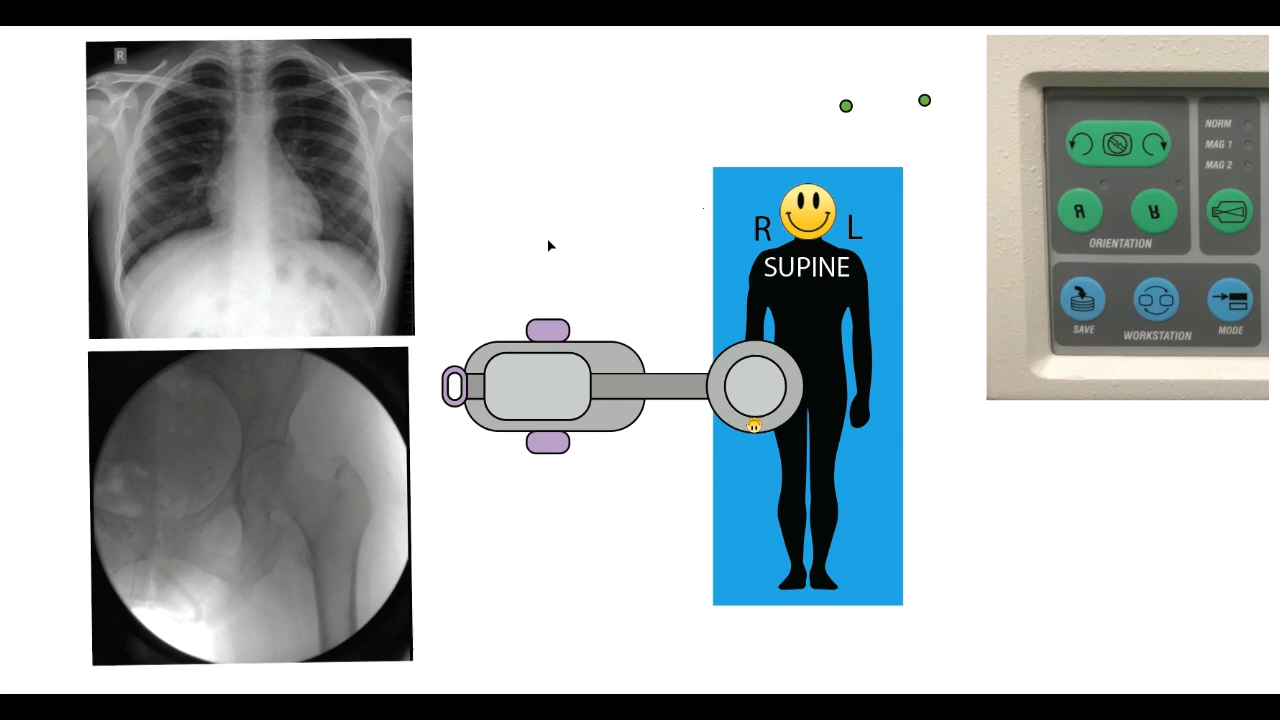 R
R L
SUPINE
NORM
MAG 1
MAG 2
R R
ORIENTATION
SAVE
WORKSTATION
MODE